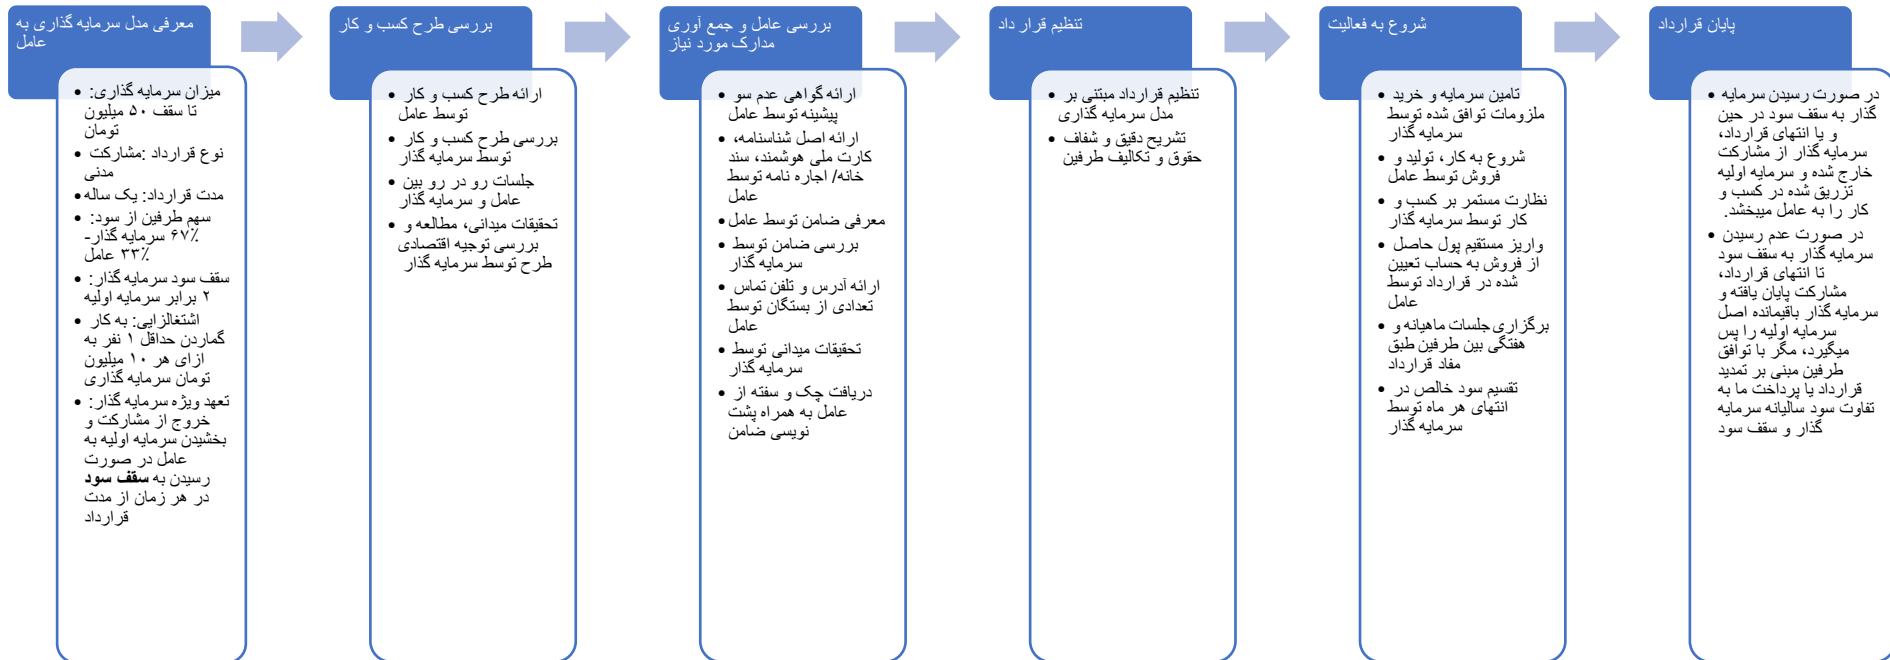 معرفی مدل سرمایه گذاری به
عامل
میزان سرمایه گذاری:
تا سقف ۵۰ میلیون
تومان
نوع قرارداد :مشارکت
مدنی
مدت قرارداد: یک ساله
سهم طرفین از سود:
۶۷٪ سرمایه گذار-
۳۳٪ عامل
سقف سود سرمایه گذار:
۲ برابر سرمایه اولیه
اشتغالزایی: به کار
گماردن حداقل ۱ نفر به
ازای هر ۱۰ میلیون
تومان سرمایه گذاری
تعهد ویژه سرمایه گذار:
خروج از مشارکت و
بخشیدن سرمایه اولیه به
عامل در صورت
رسیدن به سقف سود
در هر زمان از مدت
قرارداد
بررسی طرح کسب و کار
ارائه طرح کسب و کار
توسط عامل
بررسی طرح کسب و کار
توسط سرمایه گذار
جلسات رو در رو بین
عامل و سرمایه گذار
تحقیقات میدانی، مطالعه و
بررسی توجیه اقتصادی
طرح توسط سرمایه گذار
بررسی عامل و جمع آوری
مدارک مورد نیاز
ارائه گواهی عدم سو
پیشینه توسط عامل
ارائه اصل شناسنامه،
کارت ملی هوشمند، سند
خانه/ اجاره نامه توسط
عامل
معرفی ضامن توسط عامل
بررسی ضامن توسط
سرمایه گذار
ارائه آدرس و تلفن تماس
تعدادی از بستگان توسط
عامل
تحقیقات میدانی توسط
سرمایه گذار
دریافت چک و سفته از
عامل به همراه پشت
نویسی ضامن
تنظیم قرار داد
تنظیم قرارداد مبتنی بر
مدل سرمایه گذاری
تشریح دقیق و شفاف
حقوق و تکالیف طرفین
شروع به فعالیت
تامین سرمایه و خرید
ملزومات توافق شده توسط
سرمایه گذار
شروع به کار، تولید و
فروش توسط عامل
نظارت مستمر بر کسب و
کار توسط سرمایه گذار
واریز مستقیم پول حاصل
از فروش به حساب تعیین
شده در قرارداد توسط
عامل
برگزاری جلسات ماهیانه و
هفتگی بین طرفین طبق
مفاد قرارداد
تقسیم سود خالص در
انتهای هر ماه توسط
سرمایه گذار
پایان قرارداد
در صورت رسیدن سرمایه
گذار به سقف سود در حین
و یا انتهای قرارداد،
سرمایه گذار از مشارکت
خارج شده و سرمایه اولیه
تزریق شده در کسب و
کار را به عامل میبخشد.
در صورت عدم رسیدن
سرمایه گذار به سقف سود
تا انتهای قرارداد،
مشارکت پایان یافته و
سرمایه گذار باقیمانده اصل
سرمایه اولیه را پس
میگیرد، مگر با توافق
طرفین مبنی بر تمدید
قرارداد یا پرداخت ما به
تفاوت سود سالیانه سرمایه
گذار و سقف سود